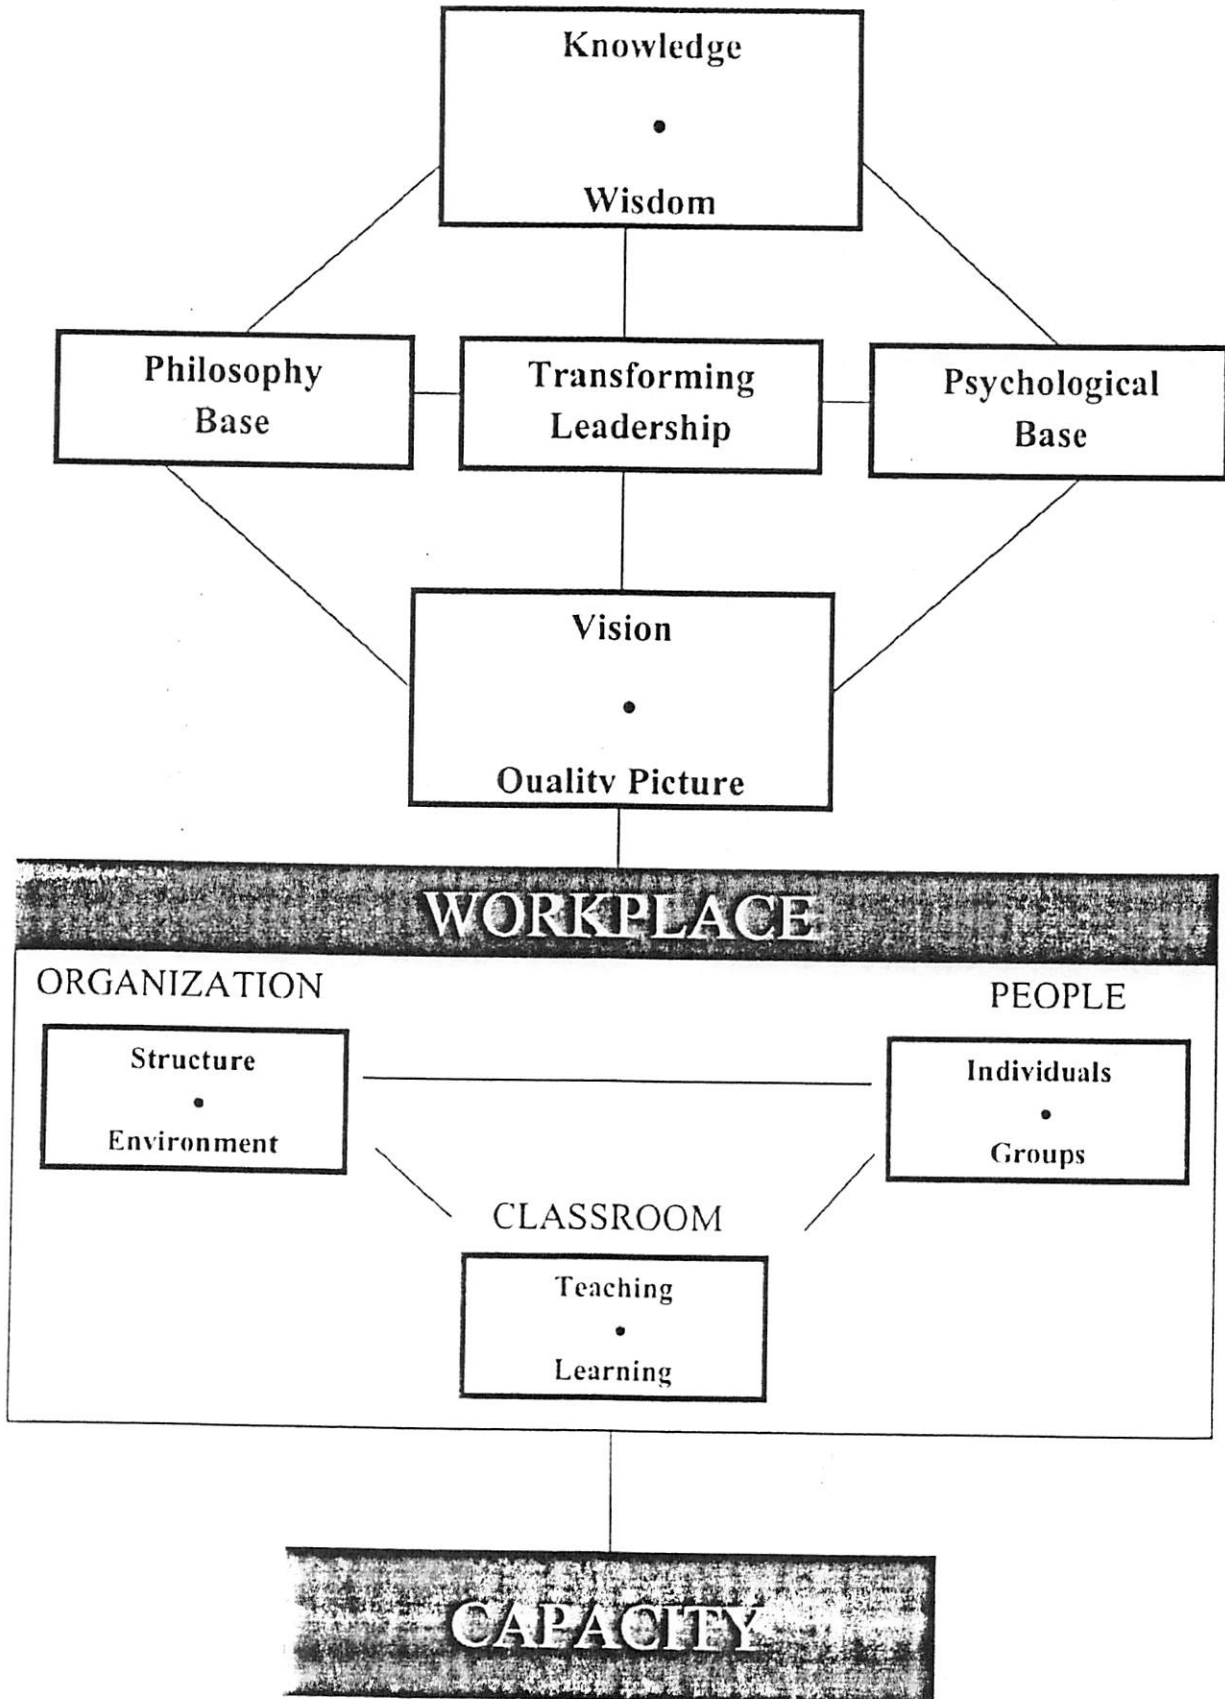 Knowledge
•
Wisdom
Philosophy
Base
Transforming
Leadership
Psychological
Base
Vision
•
Quality Picture
WORKPLACE
ORGANIZATION
PEOPLE
Structure
•
Environment
Individuals
•
Groups
CLASSROOM
Teaching
•
Learning
CAPACITY